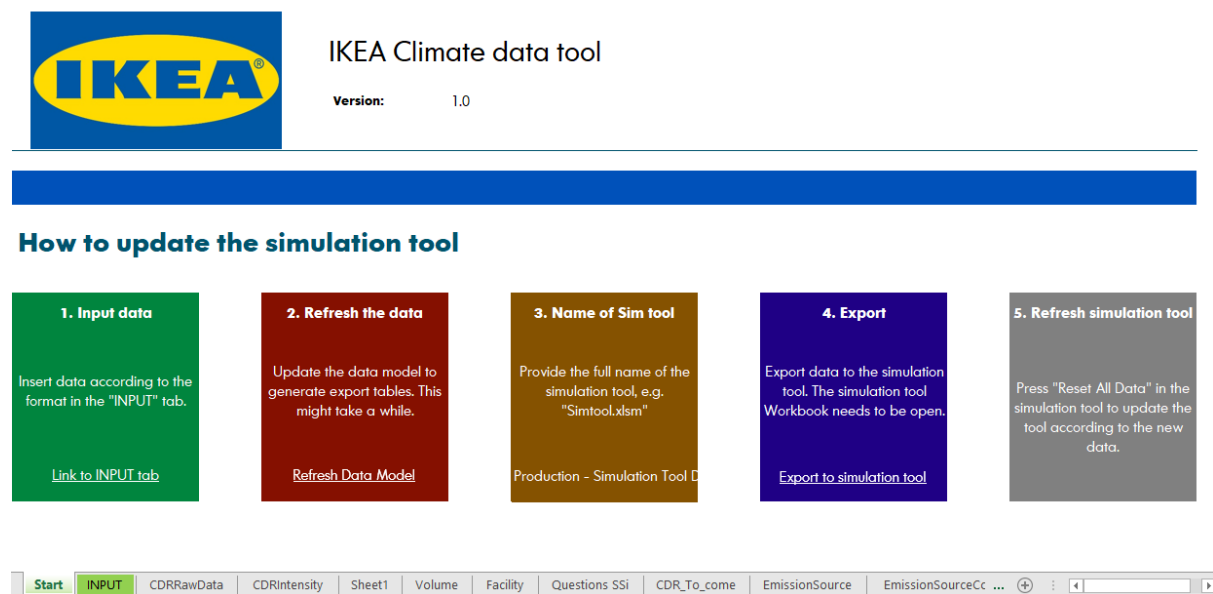 IKEA®
IKEA Climate data tool
Version: 1.0
How to update the simulation tool
1. Input data
Insert data according to the
format in the "INPUT" tab.
Link to INPUT tab
2. Refresh the data
Update the data model to
generate export tables. This
might take a while.
Refresh Data Model
3. Name of Sim tool
Provide the full name of the
simulation tool, e.g.
"Simtool.xlsm"
Production - Simulation Tool D
4. Export
Export data to the simulation
tool. The simulation tool
Workbook needs to be open.
Export to simulation tool
5. Refresh simulation tool
Press "Reset All Data" in the
simulation tool to update the
tool according to the new
data.
Start INPUT CDRRawData CDRIntensity Sheet1 Volume Facility Questions SSi CDR_To_come EmissionSource EmissionSourceCc ...